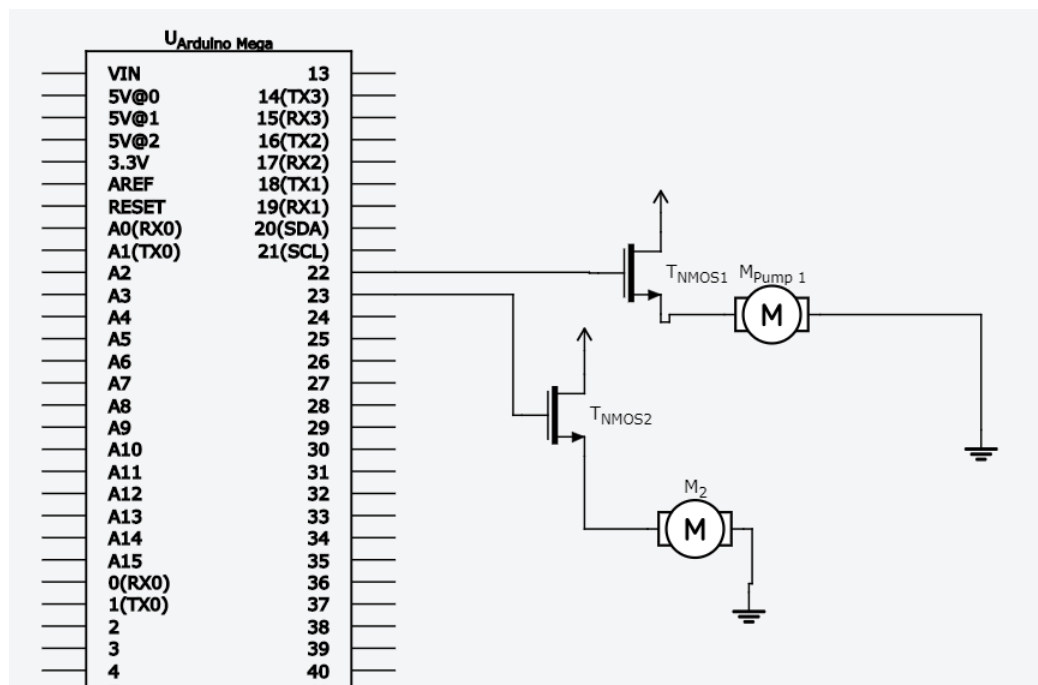 UArduino Mega
VIN 13
5V@0 14(TX3)
5V@1 15(RX3)
5V@2 16(TX2)
3.3V 17(RX2)
AREF 18(TX1)
RESET 19(RX1)
A0(RX0) 20(SDA)
A1(TX0) 21(SCL)
A2 22
A3 23
A4 24
A5 25
A6 26
A7 27
A8 28
A9 29
A10 30
A11 31
A12 32
A13 33
A14 34
A15 35
0(RX0) 36
1(TX0) 37
2 38
3 39
4 40
TNMOS1
MPump 1
M
TNMOS2
M2
M